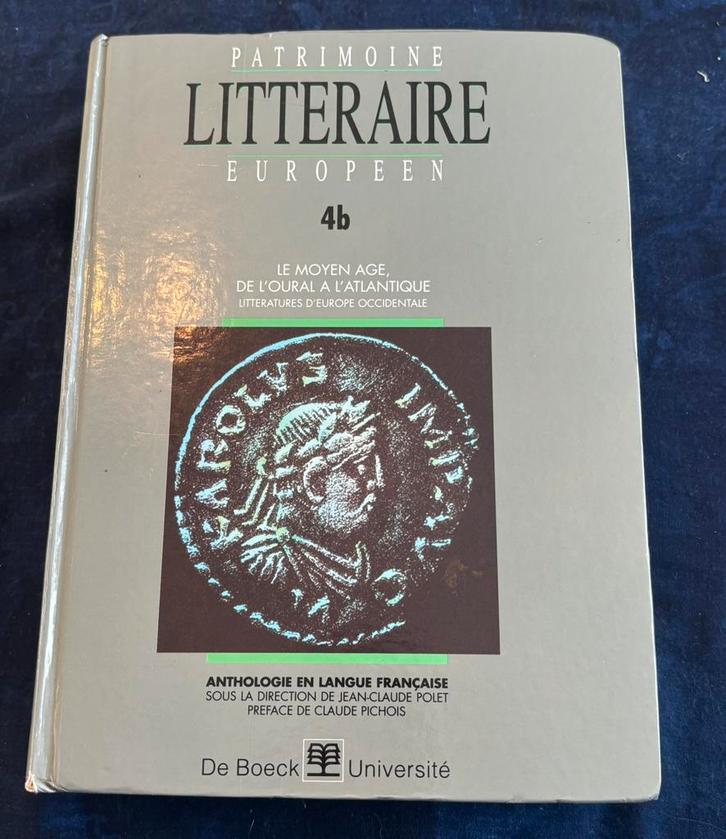 PATRIMOINE
LITTERAIRE
EUROPEEN
4b
LE MOYEN AGE,
DE L'OURAL A L'ATLANTIQUE
LITTERATURES D'EUROPE OCCIDENTALE
KAROLVS IMP AVG
ANTHOLOGIE EN LANGUE FRANÇAISE
SOUS LA DIRECTION DE JEAN-CLAUDE POLET
PREFACE DE CLAUDE PICHOIS
De Boeck Université